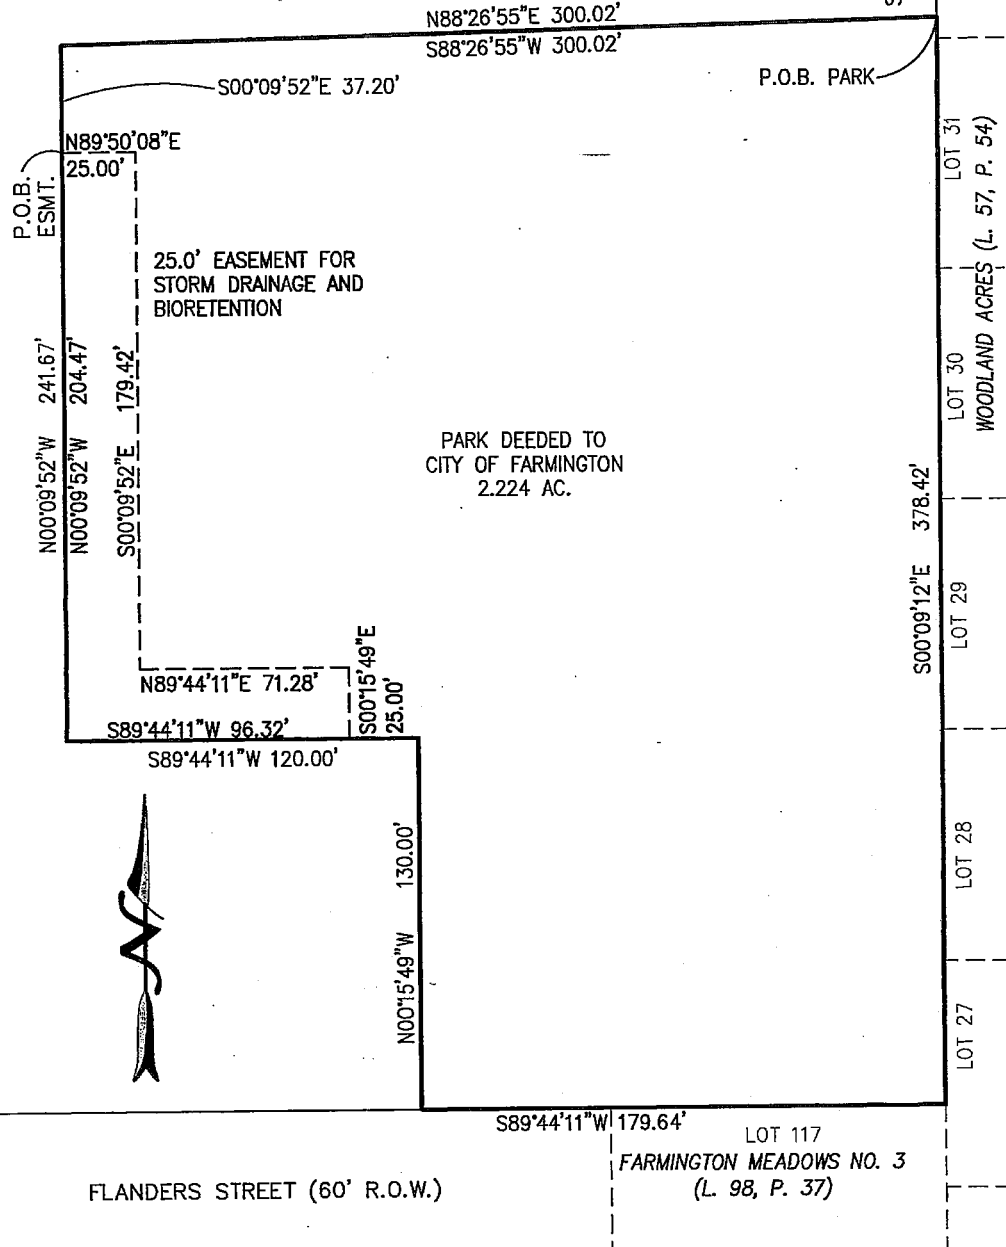 N88°26'55"E 300.02'
S88°26'55"W 300.02'
S00°09'52"E 37.20'
P.O.B. PARK
N89°50'08"E
25.00'
P.O.B.
ESMT.
25.0' EASEMENT FOR
STORM DRAINAGE AND
BIORETENTION
N00°09'52"W 241.67'
N00°09'52"W 204.47'
S00°09'52"E 179.42'
PARK DEEDED TO
CITY OF FARMINGTON
2.224 AC.
S00°09'12"E 378.42'
LOT 31
WOODLAND ACRES (L. 57, P. 54)
LOT 30
LOT 29
LOT 28
LOT 27
N89°44'11"E 71.28'
S00°15'49"E
25.00'
S89°44'11"W 96.32'
S89°44'11"W 120.00'
N00°15'49"W 130.00'
N
S89°44'11"W 179.64'
LOT 117
FARMINGTON MEADOWS NO. 3
(L. 98, P. 37)
FLANDERS STREET (60' R.O.W.)